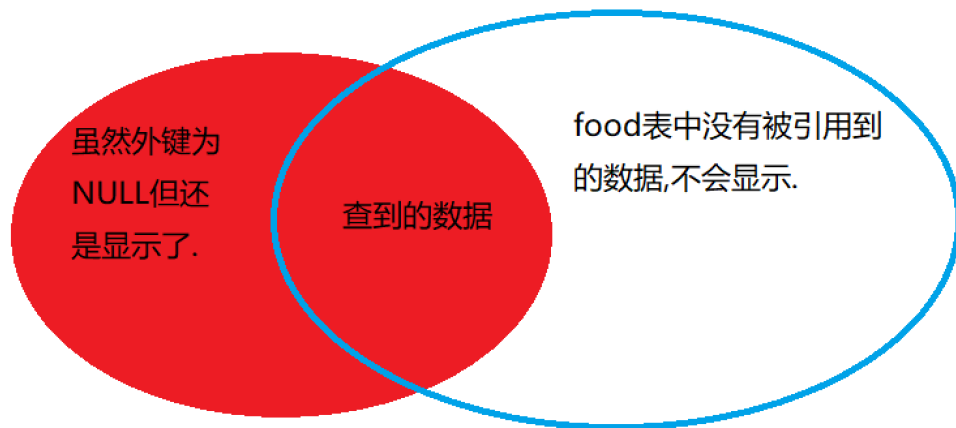 虽然外键为
NULL但还
是显示了.
查到的数据
food表中没有被引用到
的数据,不会显示.